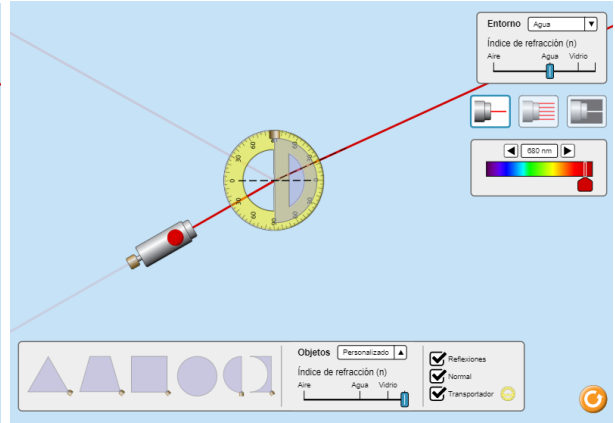 Entorno Agua
Índice de refracción (n)
Aire Agua Vidrio
680 nm
Objetos Personalizado
Índice de refracción (n)
Aire Agua Vidrio
Reflexiones
Normal
Transportador